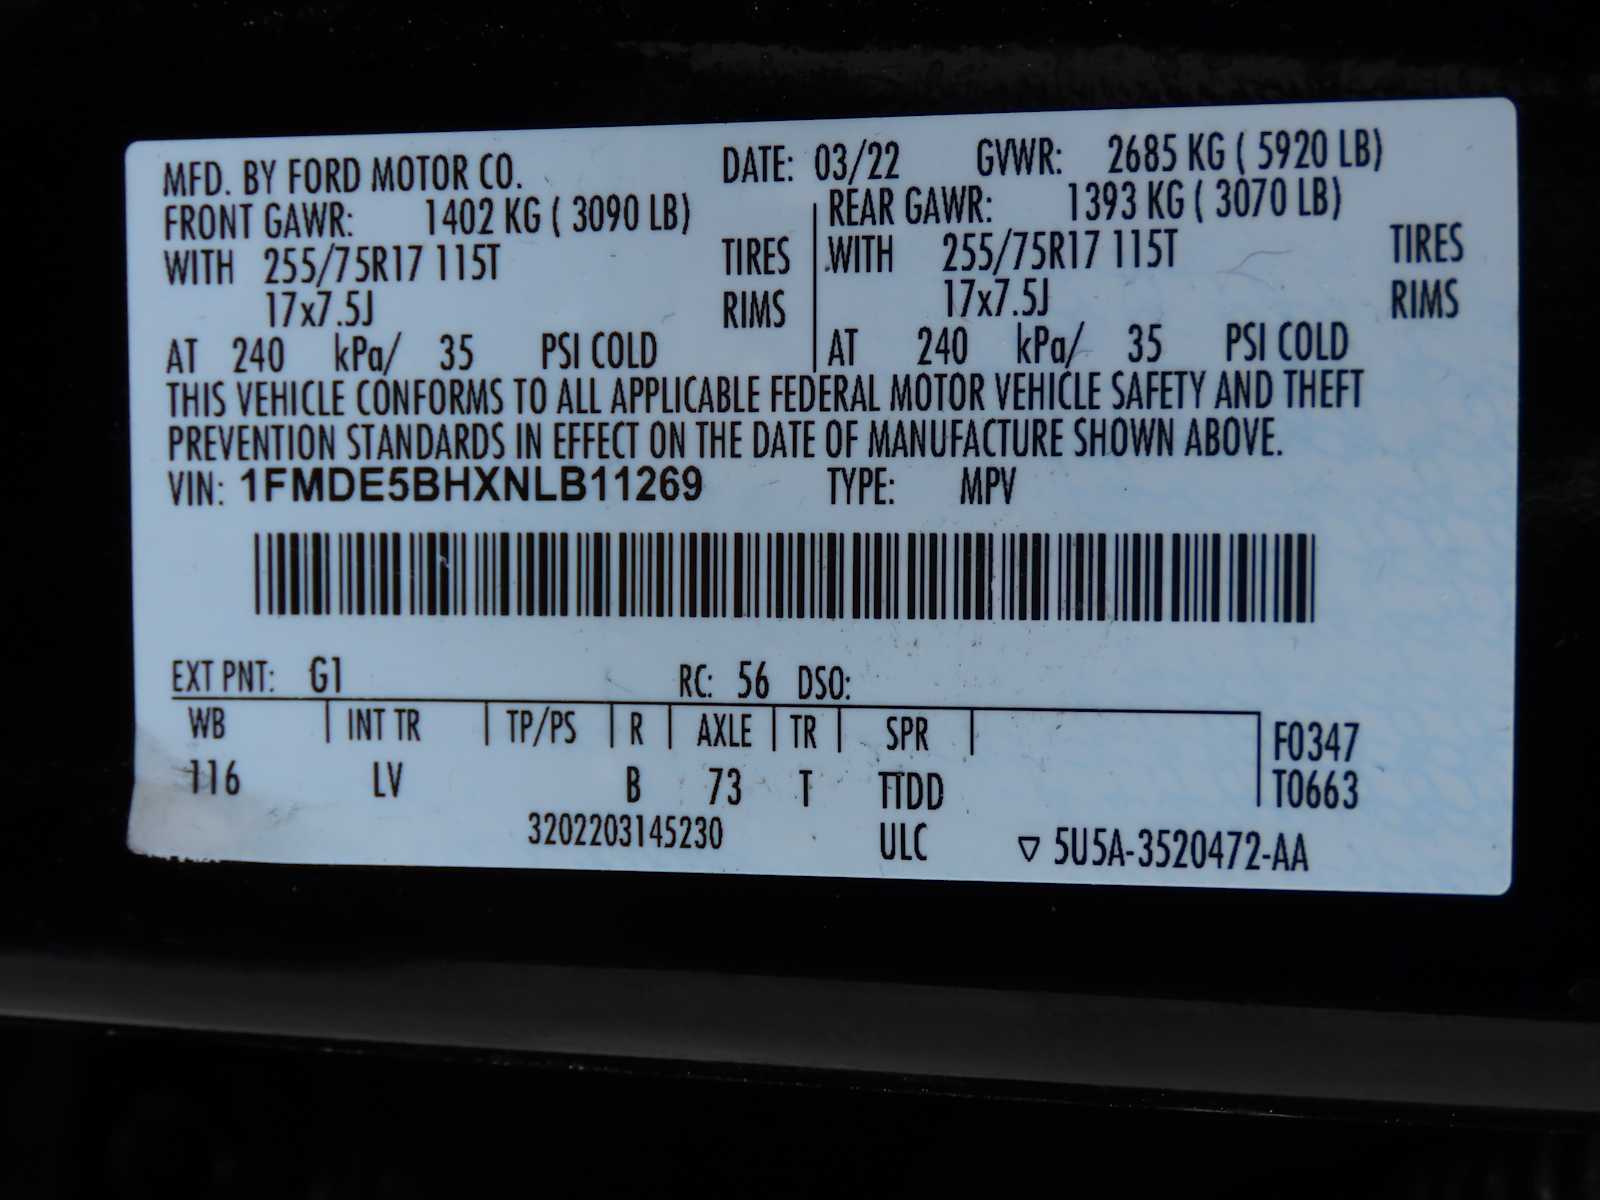 MFD. BY FORD MOTOR CO. DATE: 03/22 GVWR: 2685 KG ( 5920 LB)
FRONT GAWR: 1402 KG ( 3090 LB) REAR GAWR: 1393 KG ( 3070 LB)
WITH 255/75R17 115T TIRES WITH 255/75R17 115T TIRES
17x7.5J RIMS 17x7.5J RIMS
AT 240 kPa/ 35 PSI COLD AT 240 kPa/ 35 PSI COLD
THIS VEHICLE CONFORMS TO ALL APPLICABLE FEDERAL MOTOR VEHICLE SAFETY AND THEFT
PREVENTION STANDARDS IN EFFECT ON THE DATE OF MANUFACTURE SHOWN ABOVE.
VIN: 1FMDE5BHXNLB11269 TYPE: MPV
EXT PNT: G1 RC: 56 DSO:
WB INT TR TP/PS R AXLE TR SPR F0347
116 LV B 73 T TTDD T0663
3202203145230 ULC ▽ 5U5A-3520472-AA